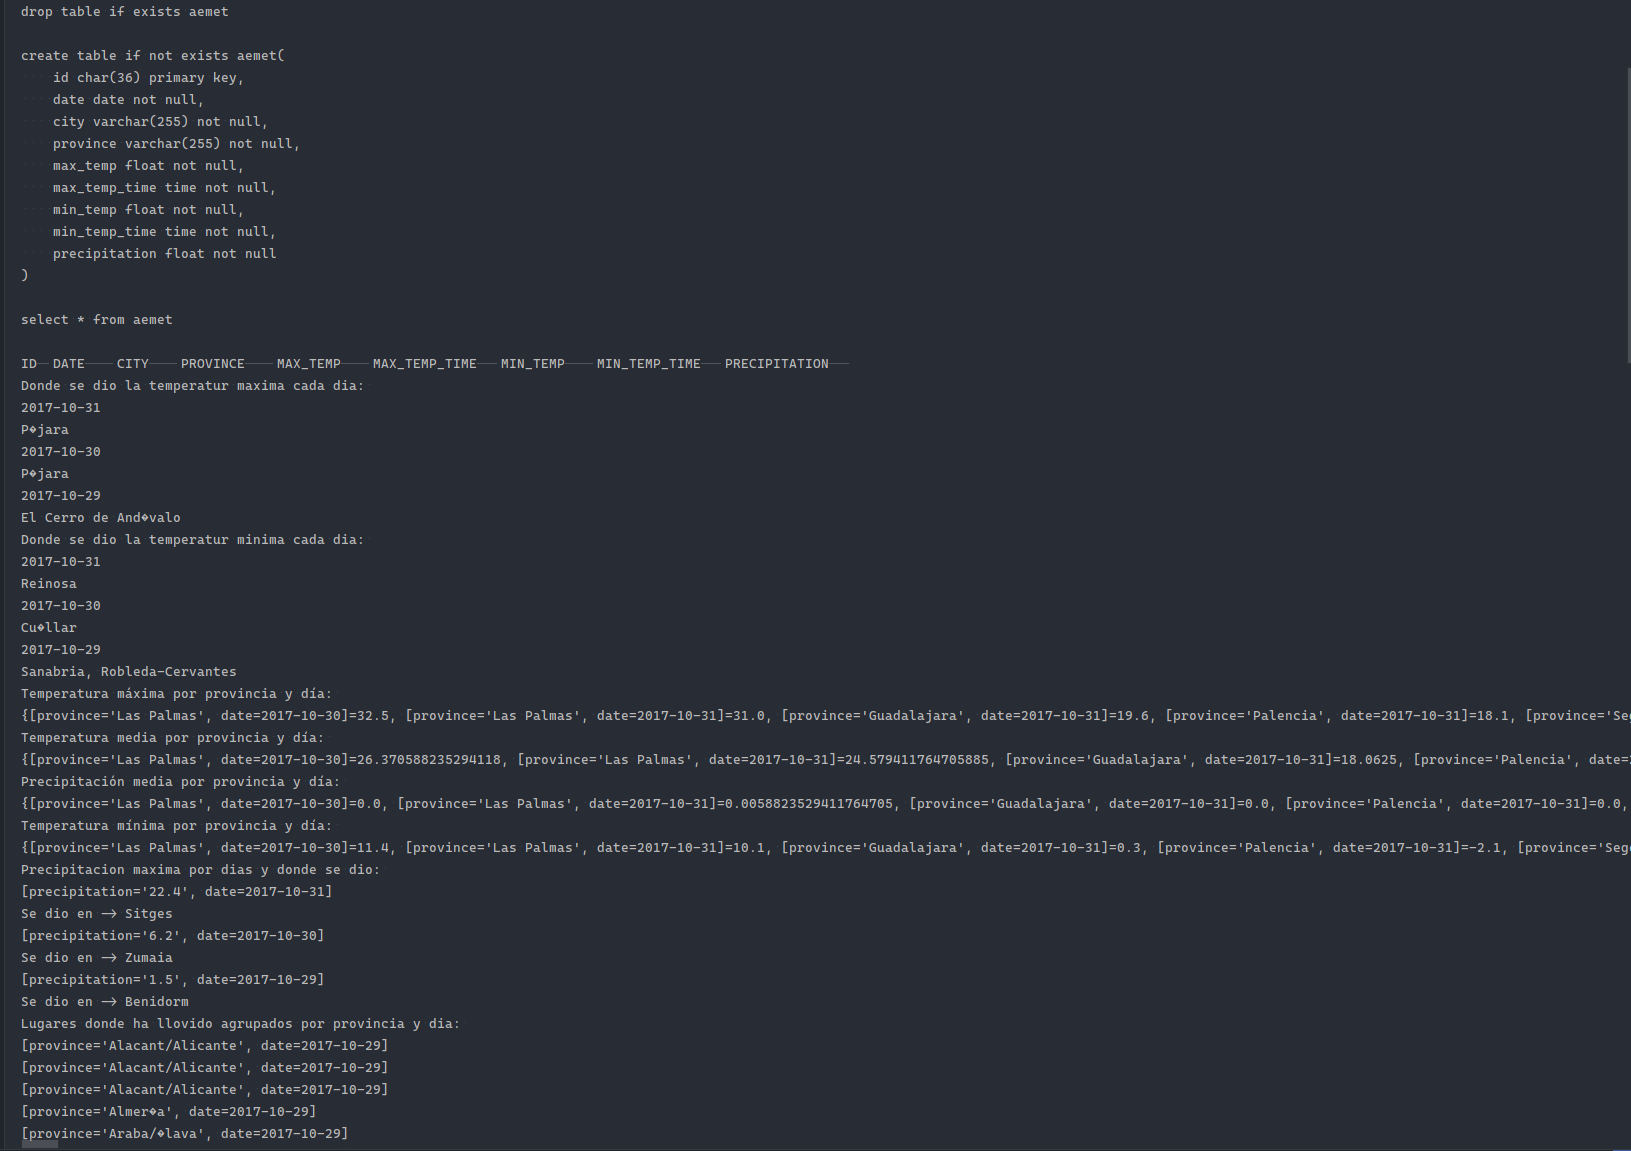 drop table if exists aemet
create table if not exists aemet(
id char(36) primary key,
date date not null,
city varchar(255) not null,
province varchar(255) not null,
max_temp float not null,
max_temp_time time not null,
min_temp float not null,
min_temp_time time not null,
precipitation float not null
)
select * from aemet
ID DATE CITY PROVINCE MAX_TEMP MAX_TEMP_TIME MIN_TEMP MIN_TEMP_TIME PRECIPITATION
Donde se dio la temperatur maxima cada dia:
2017-10-31
P�jara
2017-10-30
P�jara
2017-10-29
El Cerro de And�valo
Donde se dio la temperatur minima cada dia:
2017-10-31
Reinosa
2017-10-30
Cu�llar
2017-10-29
Sanabria, Robleda-Cervantes
Temperatura máxima por provincia y día:
{[province='Las Palmas', date=2017-10-30]=32.5, [province='Las Palmas', date=2017-10-31]=31.0, [province='Guadalajara', date=2017-10-31]=19.6, [province='Palencia', date=2017-10-31]=18.1, [province='Seg
Temperatura media por provincia y día:
{[province='Las Palmas', date=2017-10-30]=26.370588235294118, [province='Las Palmas', date=2017-10-31]=24.579411764705885, [province='Guadalajara', date=2017-10-31]=18.0625, [province='Palencia', date=
Precipitación media por provincia y día:
{[province='Las Palmas', date=2017-10-30]=0.0, [province='Las Palmas', date=2017-10-31]=0.0058823529411764705, [province='Guadalajara', date=2017-10-31]=0.0, [province='Palencia', date=2017-10-31]=0.0,
Temperatura mínima por provincia y día:
{[province='Las Palmas', date=2017-10-30]=11.4, [province='Las Palmas', date=2017-10-31]=10.1, [province='Guadalajara', date=2017-10-31]=0.3, [province='Palencia', date=2017-10-31]=-2.1, [province='Sego
Precipitacion maxima por dias y donde se dio:
[precipitation='22.4', date=2017-10-31]
Se dio en --> Sitges
[precipitation='6.2', date=2017-10-30]
Se dio en --> Zumaia
[precipitation='1.5', date=2017-10-29]
Se dio en --> Benidorm
Lugares donde ha llovido agrupados por provincia y dia:
[province='Alacant/Alicante', date=2017-10-29]
[province='Alacant/Alicante', date=2017-10-29]
[province='Alacant/Alicante', date=2017-10-29]
[province='Almer�a', date=2017-10-29]
[province='Araba/�lava', date=2017-10-29]